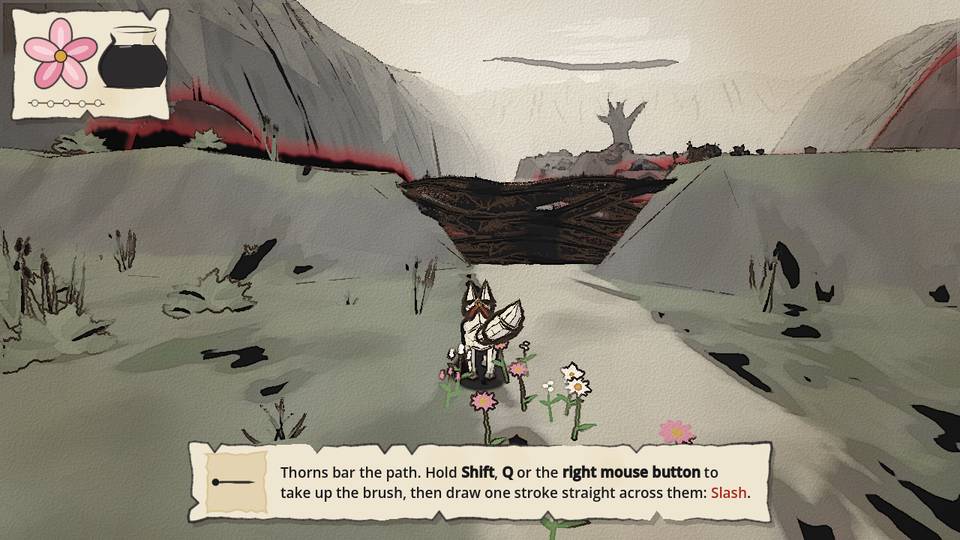 Thorns bar the path. Hold Shift, Q or the right mouse button to
take up the brush, then draw one stroke straight across them: Slash.